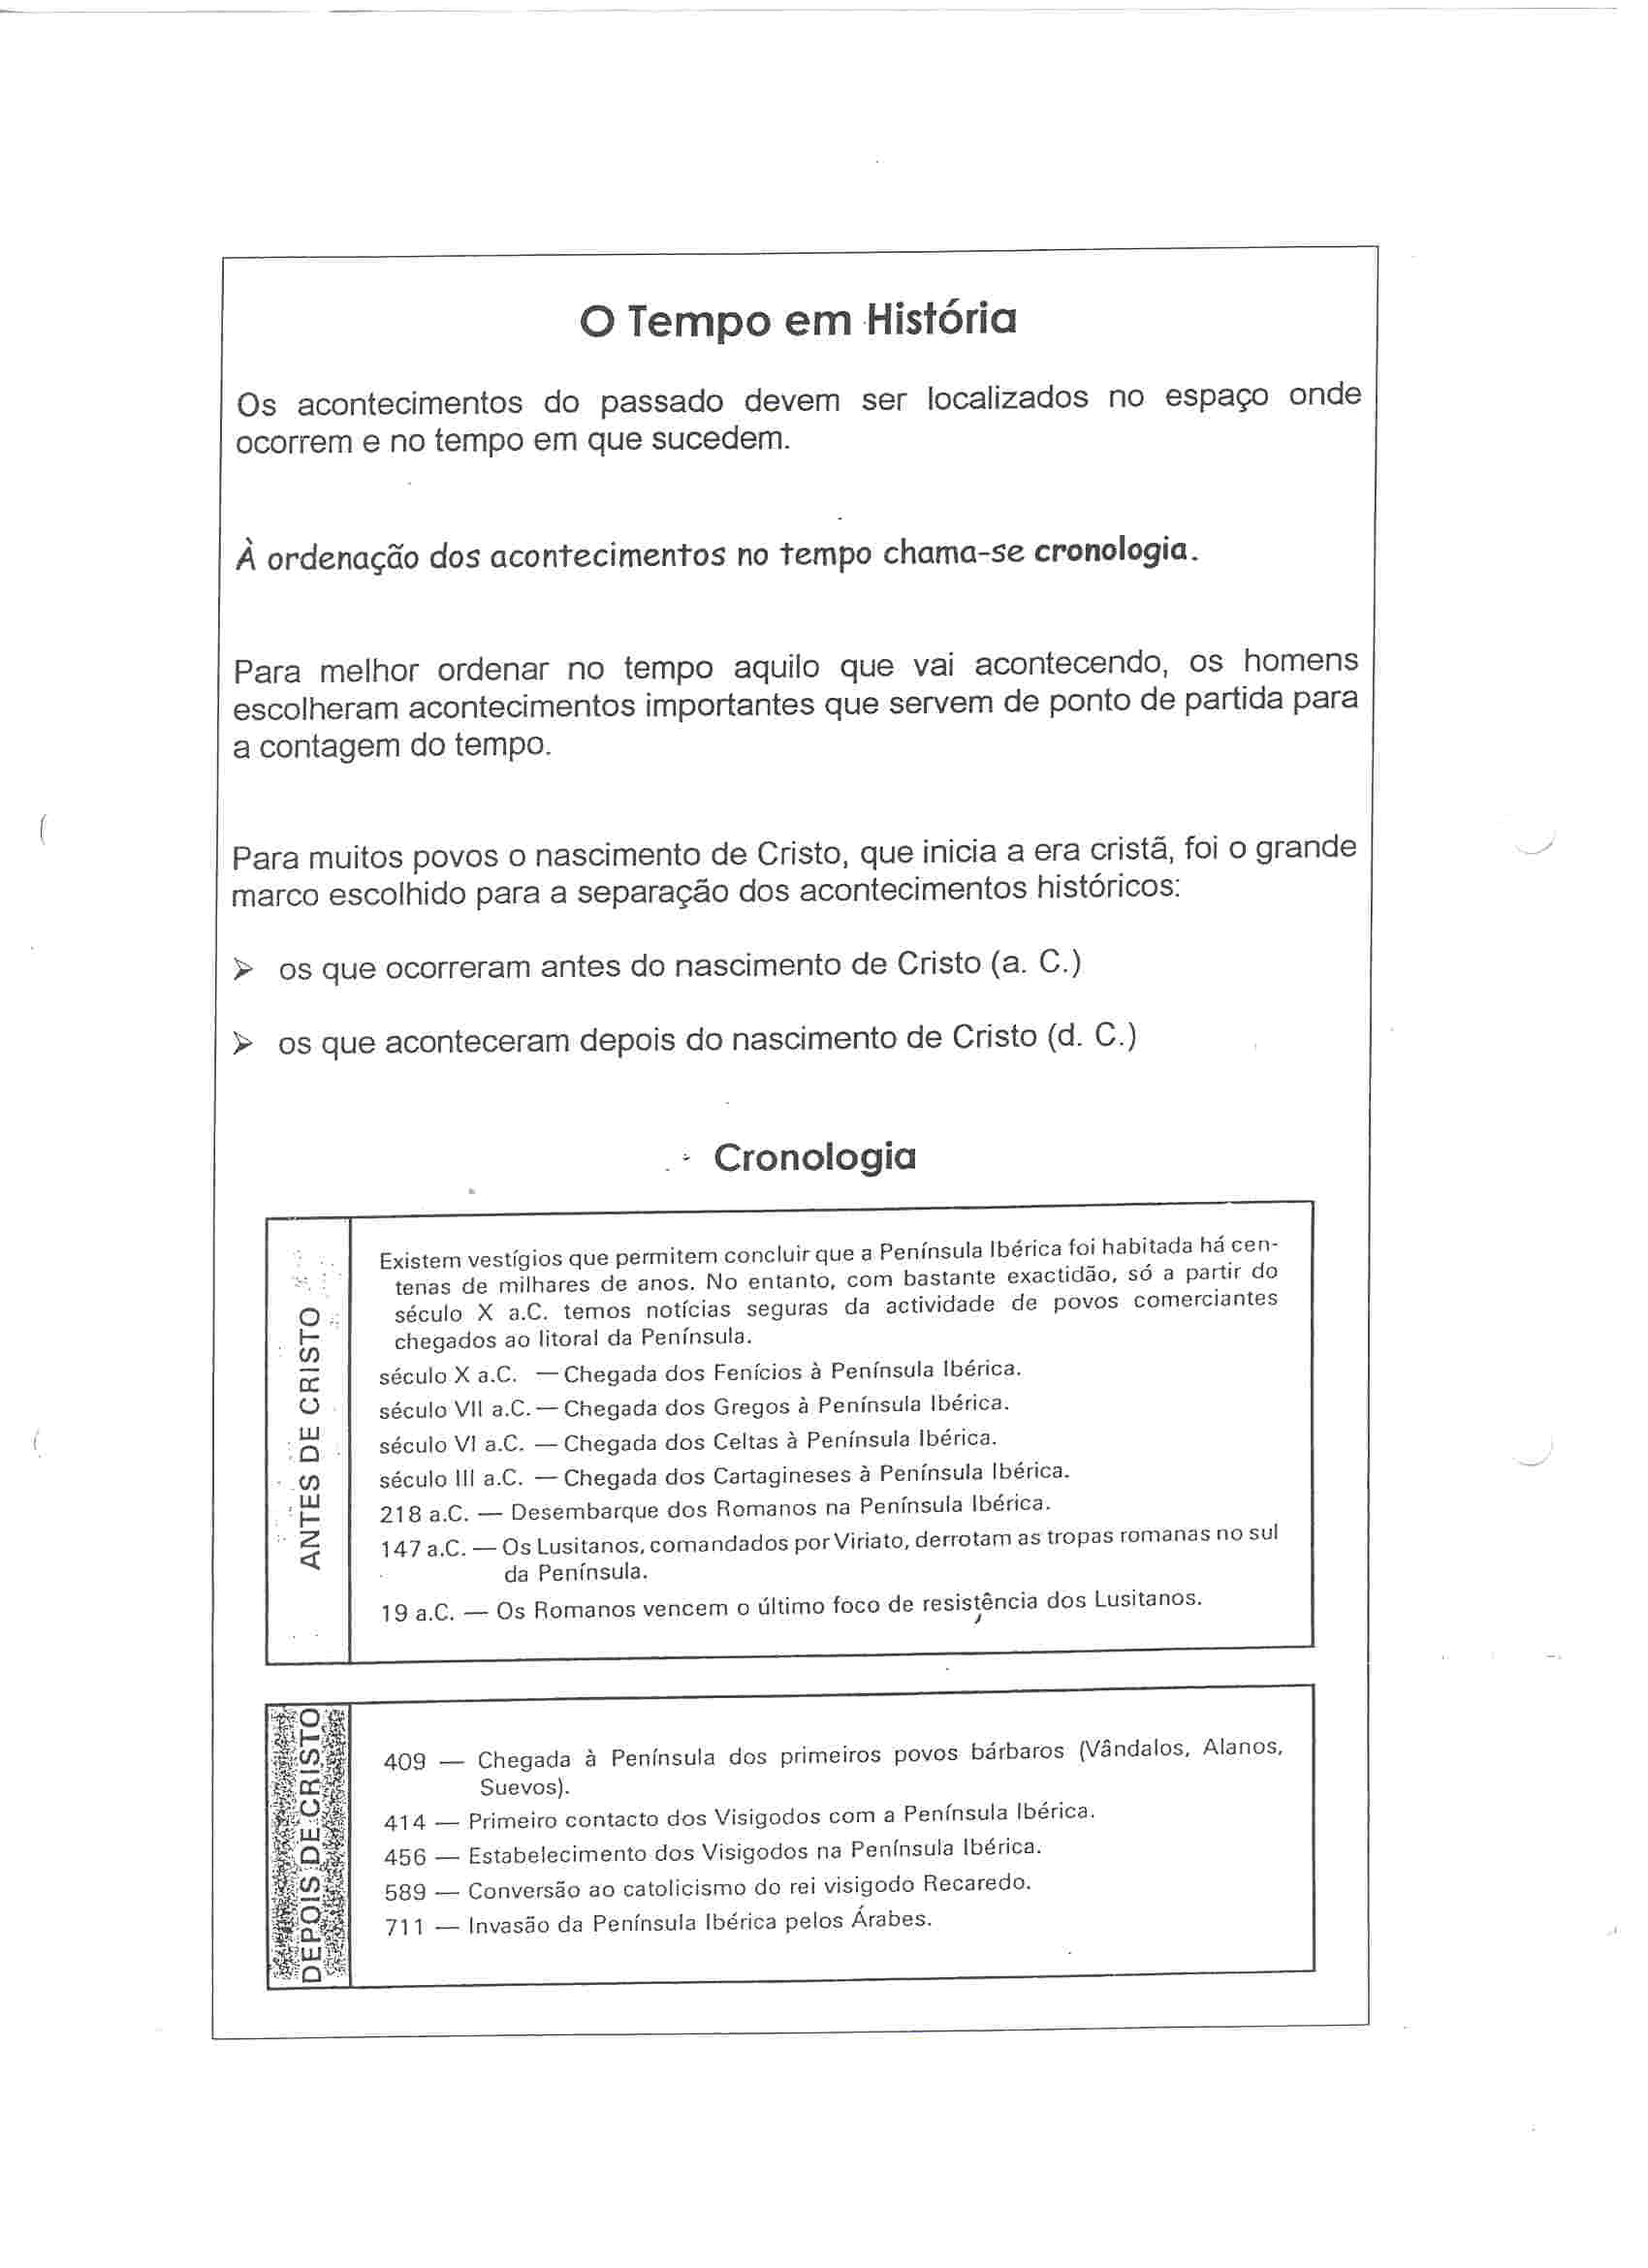 O Tempo em História
Os acontecimentos do passado devem ser localizados no espaço onde
ocorrem e no tempo em que sucedem.
À ordenação dos acontecimentos no tempo chama-se cronologia.
Para melhor ordenar no tempo aquilo que vai acontecendo, os homens
escolheram acontecimentos importantes que servem de ponto de partida para
a contagem do tempo.
Para muitos povos o nascimento de Cristo, que inicia a era cristã, foi o grande
marco escolhido para a separação dos acontecimentos históricos:
➢ os que ocorreram antes do nascimento de Cristo (a. C.)
➢ os que aconteceram depois do nascimento de Cristo (d. C.)
Cronologia
ANTES DE CRISTO
Existem vestígios que permitem concluir que a Península Ibérica foi habitada há cen-
tenas de milhares de anos. No entanto, com bastante exactidão, só a partir do
século X a.C. temos notícias seguras da actividade de povos comerciantes
chegados ao litoral da Península.
século X a.C. — Chegada dos Fenícios à Península Ibérica.
século VII a.C. — Chegada dos Gregos à Península Ibérica.
século VI a.C. — Chegada dos Celtas à Península Ibérica.
século III a.C. — Chegada dos Cartagineses à Península Ibérica.
218 a.C. — Desembarque dos Romanos na Península Ibérica.
147 a.C. — Os Lusitanos, comandados por Viriato, derrotam as tropas romanas no sul
da Península.
19 a.C. — Os Romanos vencem o último foco de resistência dos Lusitanos.
DEPOIS DE CRISTO
409 — Chegada à Península dos primeiros povos bárbaros (Vândalos, Alanos,
Suevos).
414 — Primeiro contacto dos Visigodos com a Península Ibérica.
456 — Estabelecimento dos Visigodos na Península Ibérica.
589 — Conversão ao catolicismo do rei visigodo Recaredo.
711 — Invasão da Península Ibérica pelos Árabes.